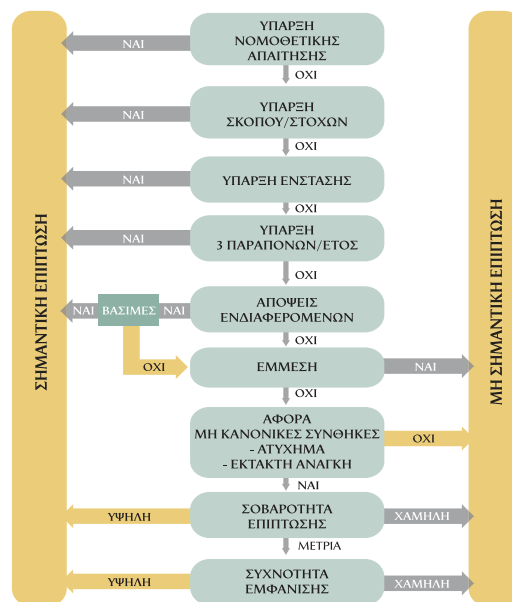 ΥΠΑΡΞΗ
ΝΟΜΟΘΕΤΙΚΗΣ
ΑΠΑΙΤΗΣΗΣ
ΝΑΙ
ΟΧΙ
ΥΠΑΡΞΗ
ΣΚΟΠΟΥ/ΣΤΟΧΩΝ
ΝΑΙ
ΟΧΙ
ΥΠΑΡΞΗ ΕΝΣΤΑΣΗΣ
ΝΑΙ
ΟΧΙ
ΥΠΑΡΞΗ
3 ΠΑΡΑΠΟΝΩΝ/ΕΤΟΣ
ΝΑΙ
ΟΧΙ
ΑΠΟΨΕΙΣ
ΕΝΔΙΑΦΕΡΟΜΕΝΩΝ
ΝΑΙ
ΒΑΣΙΜΕΣ
ΝΑΙ
ΟΧΙ
ΟΧΙ
ΕΜΜΕΣΗ
ΝΑΙ
ΟΧΙ
ΑΦΟΡΑ
ΜΗ ΚΑΝΟΝΙΚΕΣ ΣΥΝΘΗΚΕΣ
- ΑΤΥΧΗΜΑ
- ΕΚΤΑΚΤΗ ΑΝΑΓΚΗ
ΟΧΙ
ΝΑΙ
ΣΟΒΑΡΟΤΗΤΑ
ΕΠΙΠΤΩΣΗΣ
ΥΨΗΛΗ
ΧΑΜΗΛΗ
ΜΕΤΡΙΑ
ΣΥΧΝΟΤΗΤΑ
ΕΜΦΑΝΙΣΗΣ
ΥΨΗΛΗ
ΧΑΜΗΛΗ
ΣΗΜΑΝΤΙΚΗ ΕΠΙΠΤΩΣΗ
ΜΗ ΣΗΜΑΝΤΙΚΗ ΕΠΙΠΤΩΣΗ